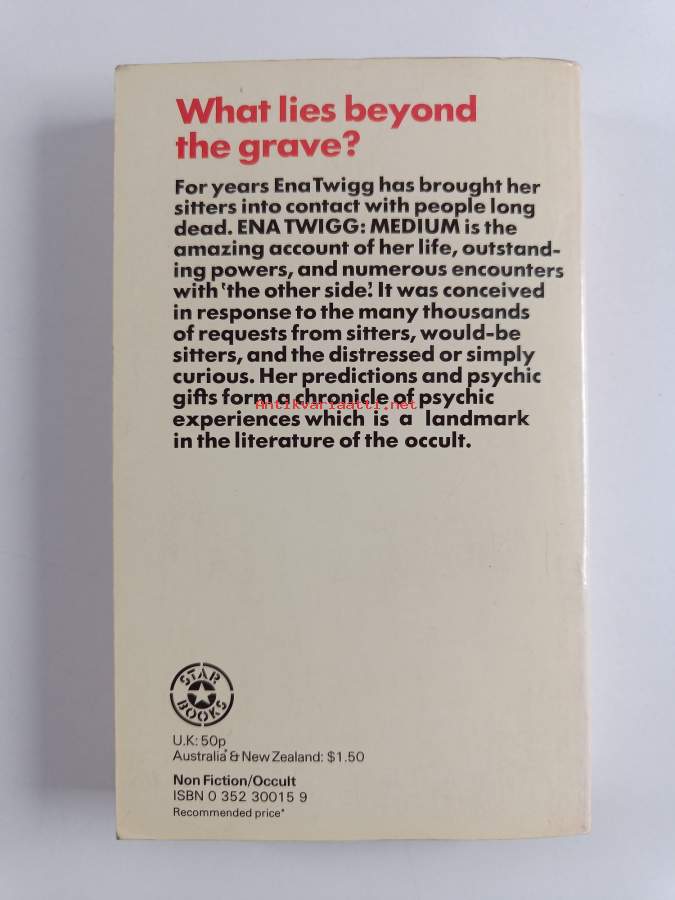 What lies beyond
the grave?
For years Ena Twigg has brought her
sitters into contact with people long
dead. ENA TWIGG: MEDIUM is the
amazing account of her life, outstand-
ing powers, and numerous encounters
with 'the other side'. It was conceived
in response to the many thousands
of requests from sitters, would-be
sitters, and the distressed or simply
curious. Her predictions and psychic
gifts form a chronicle of psychic
Antikvariaatti.net
experiences which is a landmark
in the literature of the occult.
STAR
BOOKS
U.K: 50p
Australia* & New Zealand: $1.50
Non Fiction/Occult
ISBN 0 352 30015 9
Recommended price*